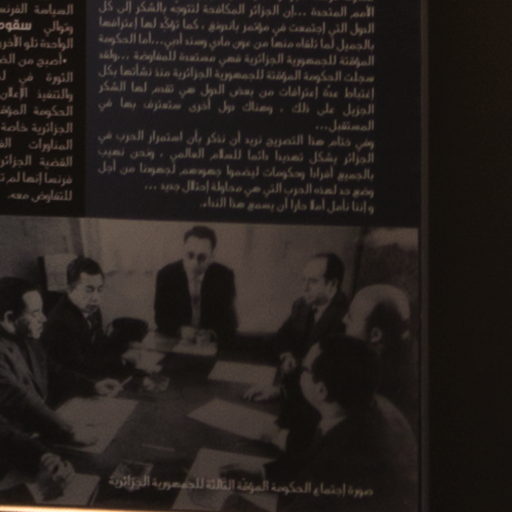 الأمم المتحدة ...إن الجزائر المكافحة لتتوجه بالشكر إلى كل
الدول التي إجتمعت في مؤتمر باندونغ ، كما تؤكد لها إعترافها
بالجميل لما تلقاه منها من عون مادي وسند أدبي...أما الحكومة
المؤقتة للجمهورية الجزائرية فهي مستعدة للمفاوضة ...ولقد
سجلت الحكومة المؤقتة للجمهورية الجزائرية منذ نشأتها بكل
إغتباط عدة إعترافات من بعض الدول هي تقدم لها الشكر
الجزيل على ذلك ، وهناك دول أخرى ستعترف بها في
المستقبل...
وفي ختام هذا التصريح نريد أن نذكر بأن استمرار الحرب في
الجزائر يشكل تهديدا دائما للسلام العالمي ، ونحن نهيب
بالجميع أفرادا وحكومات ليضموا جهودهم لجهودنا من أجل
وضع حد لهذه الحرب التي هي محاولة إحتلال جديد ...
و إننا نأمل أملا حارا أن يسمع هذا النداء.
السياسة الفرنسية
وتوالي سقوط
الواحدة تلو الأخرى
أصبح من
الثورة في
والتنفيذ الإعلان
الحكومة المؤقتة
الجزائرية خاصة
المناورات
القضية الجزائرية
فرنسا إنها لم
للتفاوض معه.
صورة إجتماع الحكومة المؤقتة الثالثة للجمهورية الجزائرية